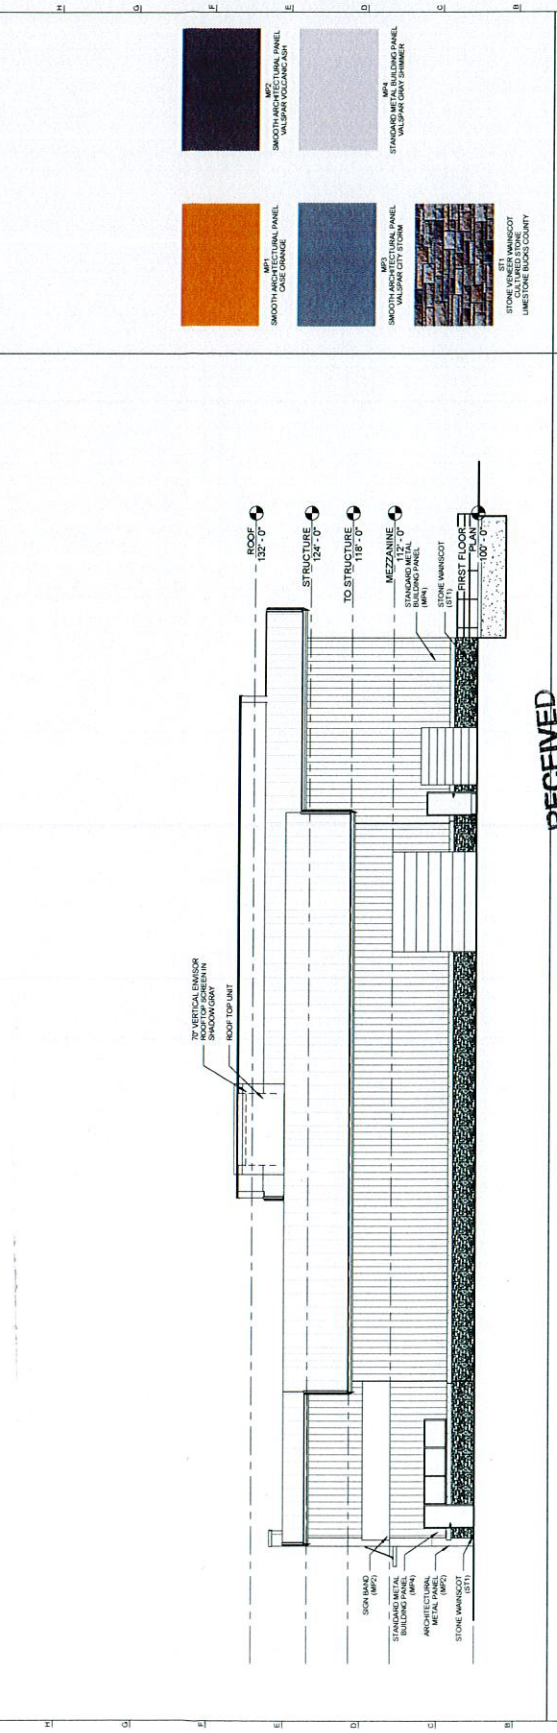 H
G
F
E
D
C
B
MP2
SMOOTH ARCHITECTURAL PANEL
VALSPAR VOLCANIC ASH
MP4
STANDARD METAL BUILDING PANEL
VALSPAR GRAY SHIMMER
MP1
SMOOTH ARCHITECTURAL PANEL
CASE ORANGE
MP3
SMOOTH ARCHITECTURAL PANEL
VALSPAR CITY STORM
ST1
STONE VENEER WAINSCOT
CULTURED STONE
LIMESTONE BUCKS COUNTY
ROOF
132' - 0"
STRUCTURE
124' - 0"
TO STRUCTURE
118' - 0"
MEZZANINE
112' - 0"
STANDARD METAL
BUILDING PANEL
(MP4)
STONE WAINSCOT
(ST1)
FIRST FLOOR
PLAN
100' - 0"
RECEIVED
70" VERTICAL ENVISOR
ROOFTOP SCREEN IN
SHADOW GRAY
ROOF TOP UNIT
SIGN BAND
(MP2)
STANDARD METAL
BUILDING PANEL
(MP4)
ARCHITECTURAL
METAL PANEL
(MP2)
STONE WAINSCOT
(ST1)
H
G
F
E
D
C
B